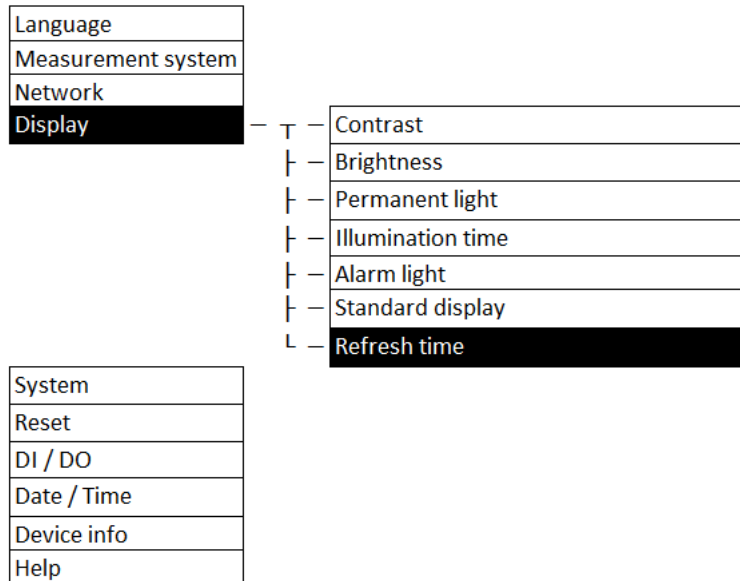 Language
Measurement system
Network
Display
Contrast
Brightness
Permanent light
Illumination time
Alarm light
Standard display
Refresh time
System
Reset
DI / DO
Date / Time
Device info
Help